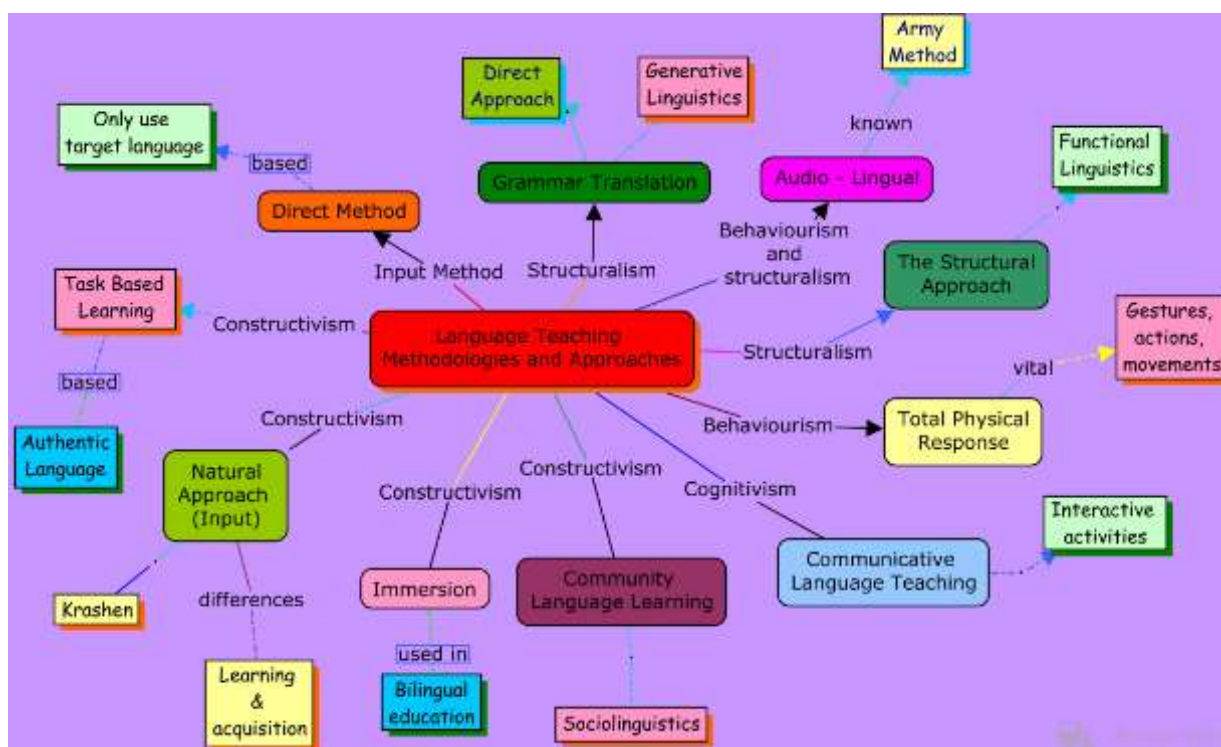 Army
Method
Direct
Approach
Generative
Linguistics
Only use
target language
known
Functional
Linguistics
based
Grammar Translation
Audio - Lingual
Direct Method
Behaviourism
and
structuralism
Input Method
Structuralism
The Structural
Approach
Task Based
Learning
Constructivism
Language Teaching
Methodologies and Approaches
Structuralism
Gestures,
actions,
movements
vital
based
Constructivism
Behaviourism
Total Physical
Response
Authentic
Language
Natural
Approach
(Input)
Constructivism
Constructivism
Cognitivism
Interactive
activities
Communicative
Language Teaching
Immersion
Community
Language Learning
Krashen
differences
used in
Learning
&
acquisition
Bilingual
education
Sociolinguistics